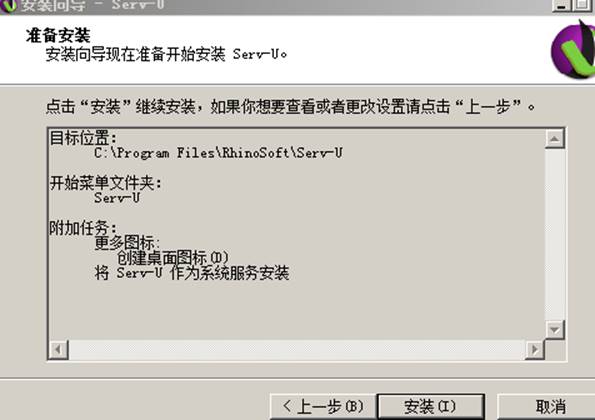 安装向导 - Serv-U
准备安装
安装向导现在准备开始安装 Serv-U。
点击“安装”继续安装，如果你想要查看或者更改设置请点击“上一步”。
目标位置:
C:\Program Files\RhinoSoft\Serv-U
开始菜单文件夹:
Serv-U
附加任务:
更多图标:
创建桌面图标(D)
将 Serv-U 作为系统服务安装
< 上一步(B)
安装(I)
取消